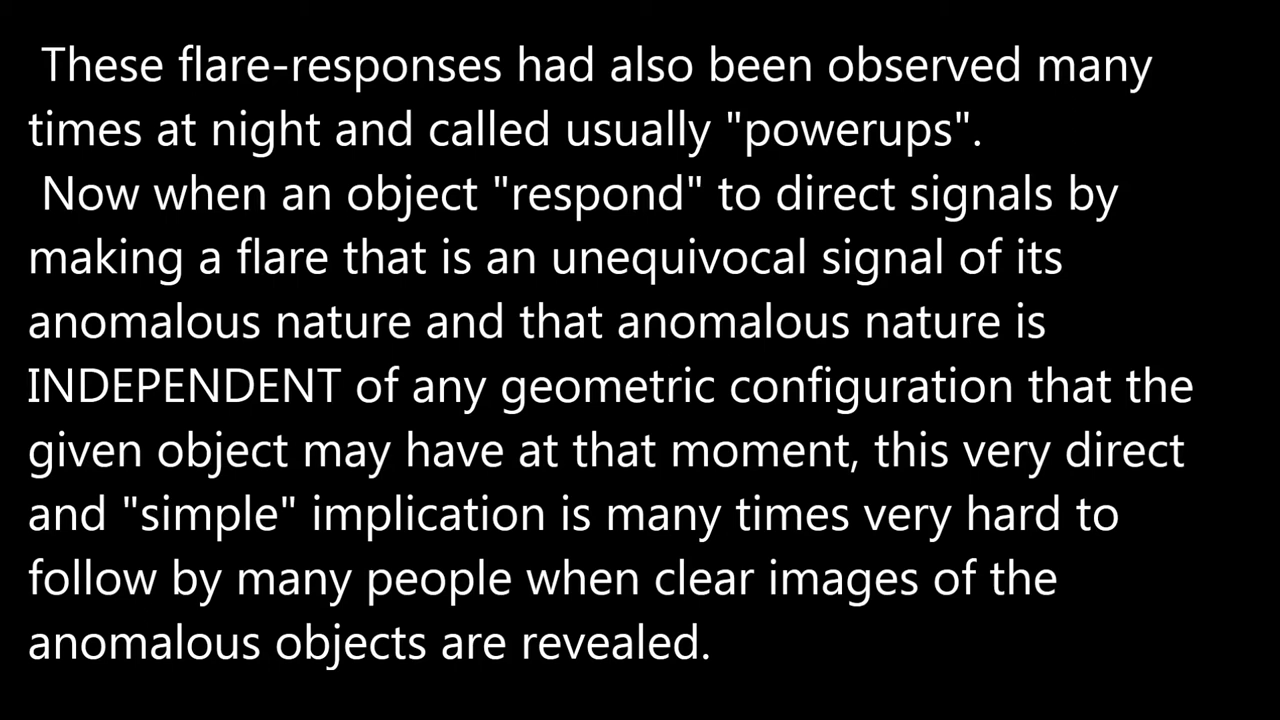 These flare-responses had also been observed many
times at night and called usually "powerups".
Now when an object "respond" to direct signals by
making a flare that is an unequivocal signal of its
anomalous nature and that anomalous nature is
INDEPENDENT of any geometric configuration that the
given object may have at that moment, this very direct
and "simple" implication is many times very hard to
follow by many people when clear images of the
anomalous objects are revealed.